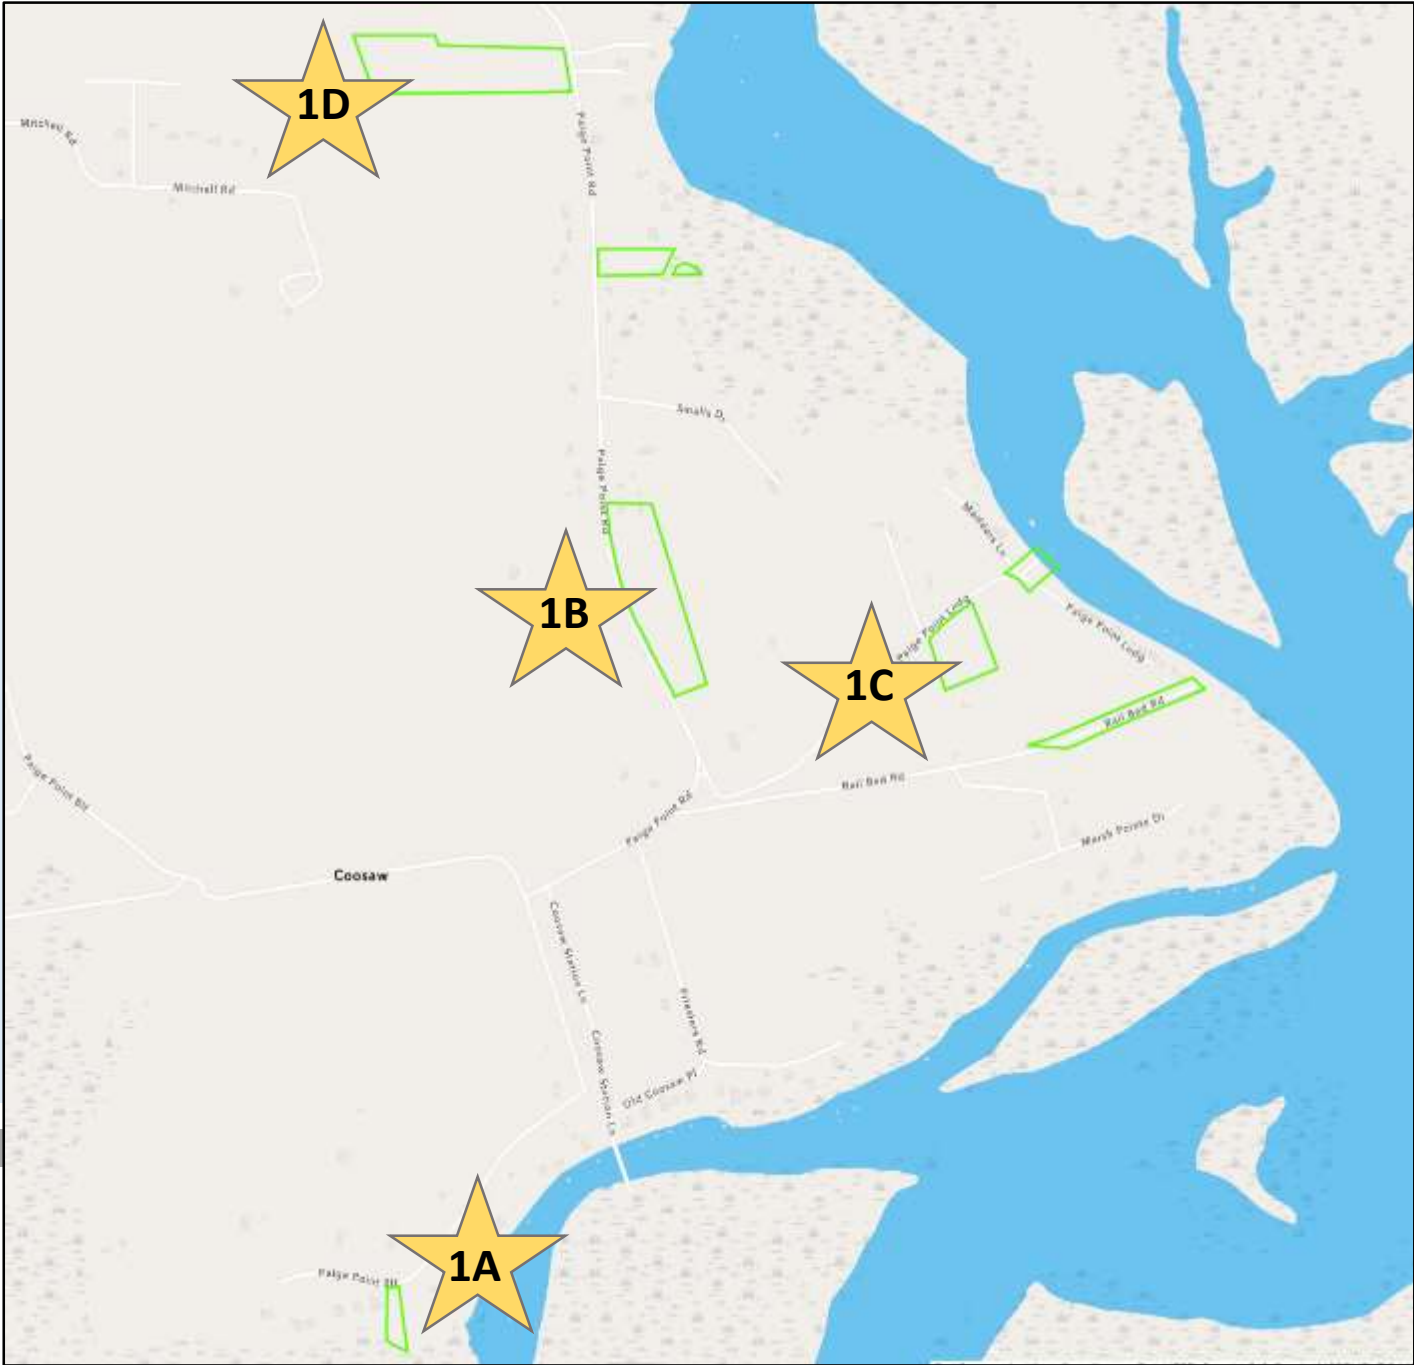 1D
Mitchell Rd
Mitchell Rd
Paige Point Rd
Smalls D
Paige Point Rd
Maddens Ln
1B
Paige Point Lndg
Paige Point Lndg
1C
Rail Bed Rd
Paige Point Blf
Rail Bed Rd
Paige Point Rd
Marsh Pointe Dr
Coosaw
Coosaw Station Ln
Coosaw Station Ln
Old Coosaw Pl
1A
Paige Point Blf